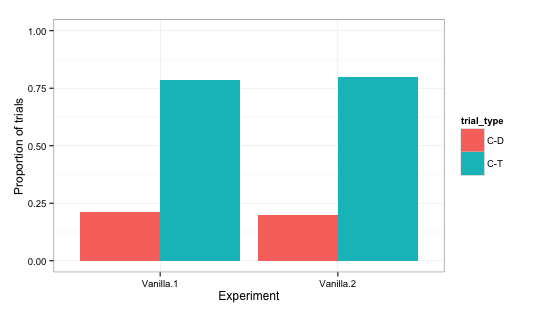 1.00
0.75
0.50
0.25
0.00
Proportion of trials
Vanilla.1 Vanilla.2
Experiment
trial_type
C-D
C-T